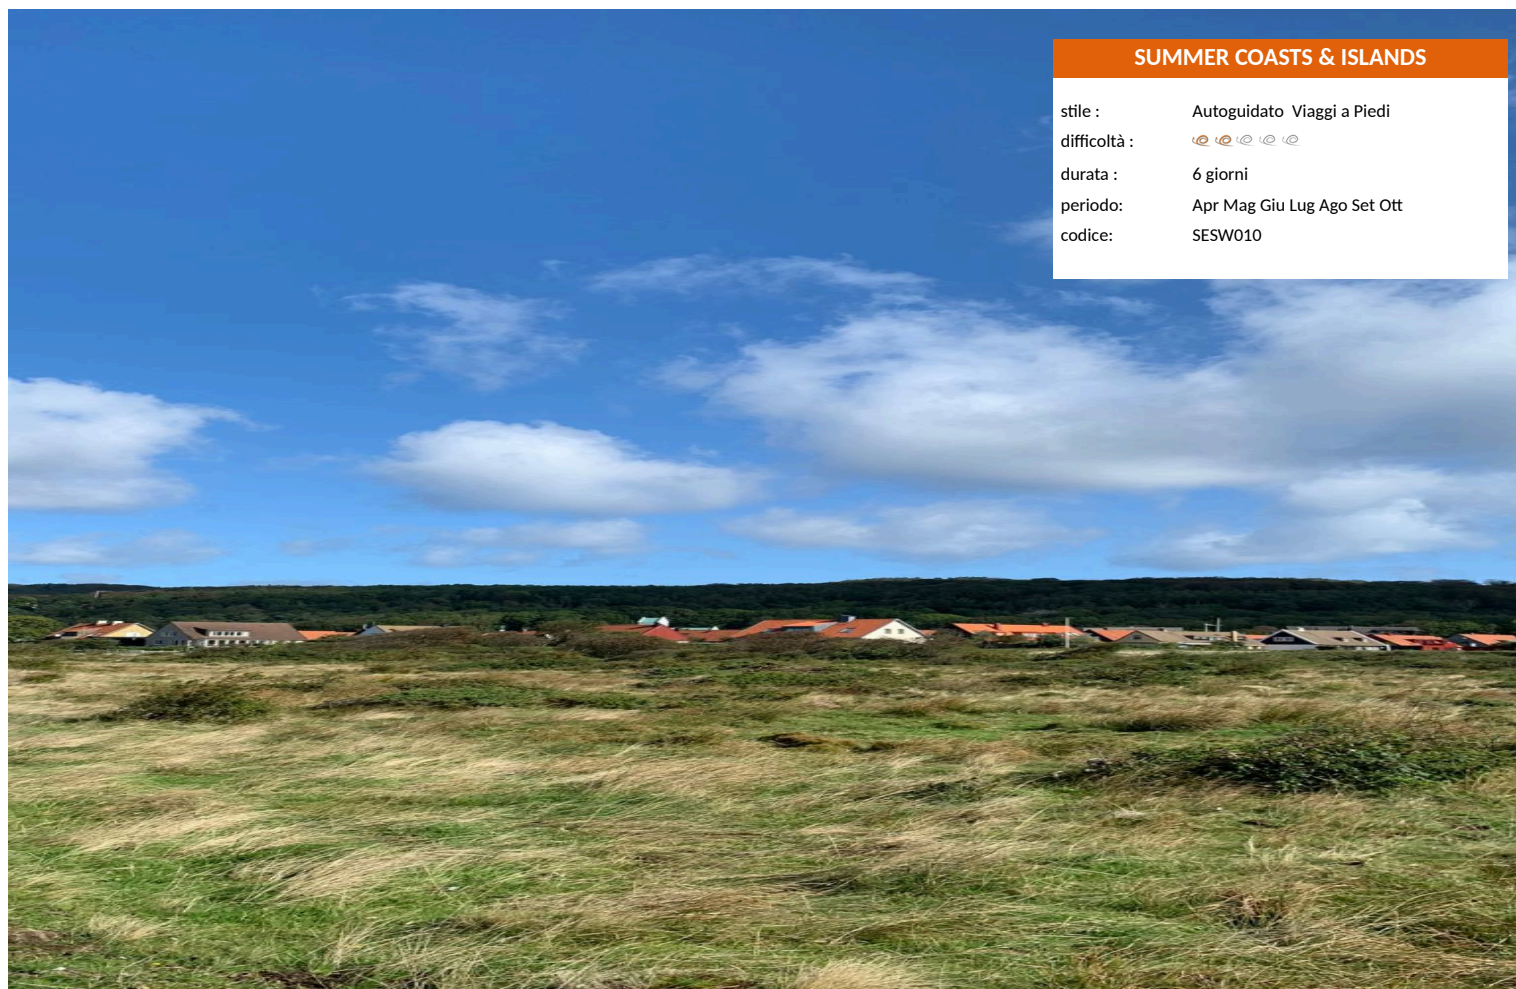 SUMMER COASTS & ISLANDS
stile : Autoguidato Viaggi a Piedi
difficoltà :
durata : 6 giorni
periodo: Apr Mag Giu Lug Ago Set Ott
codice: SESW010